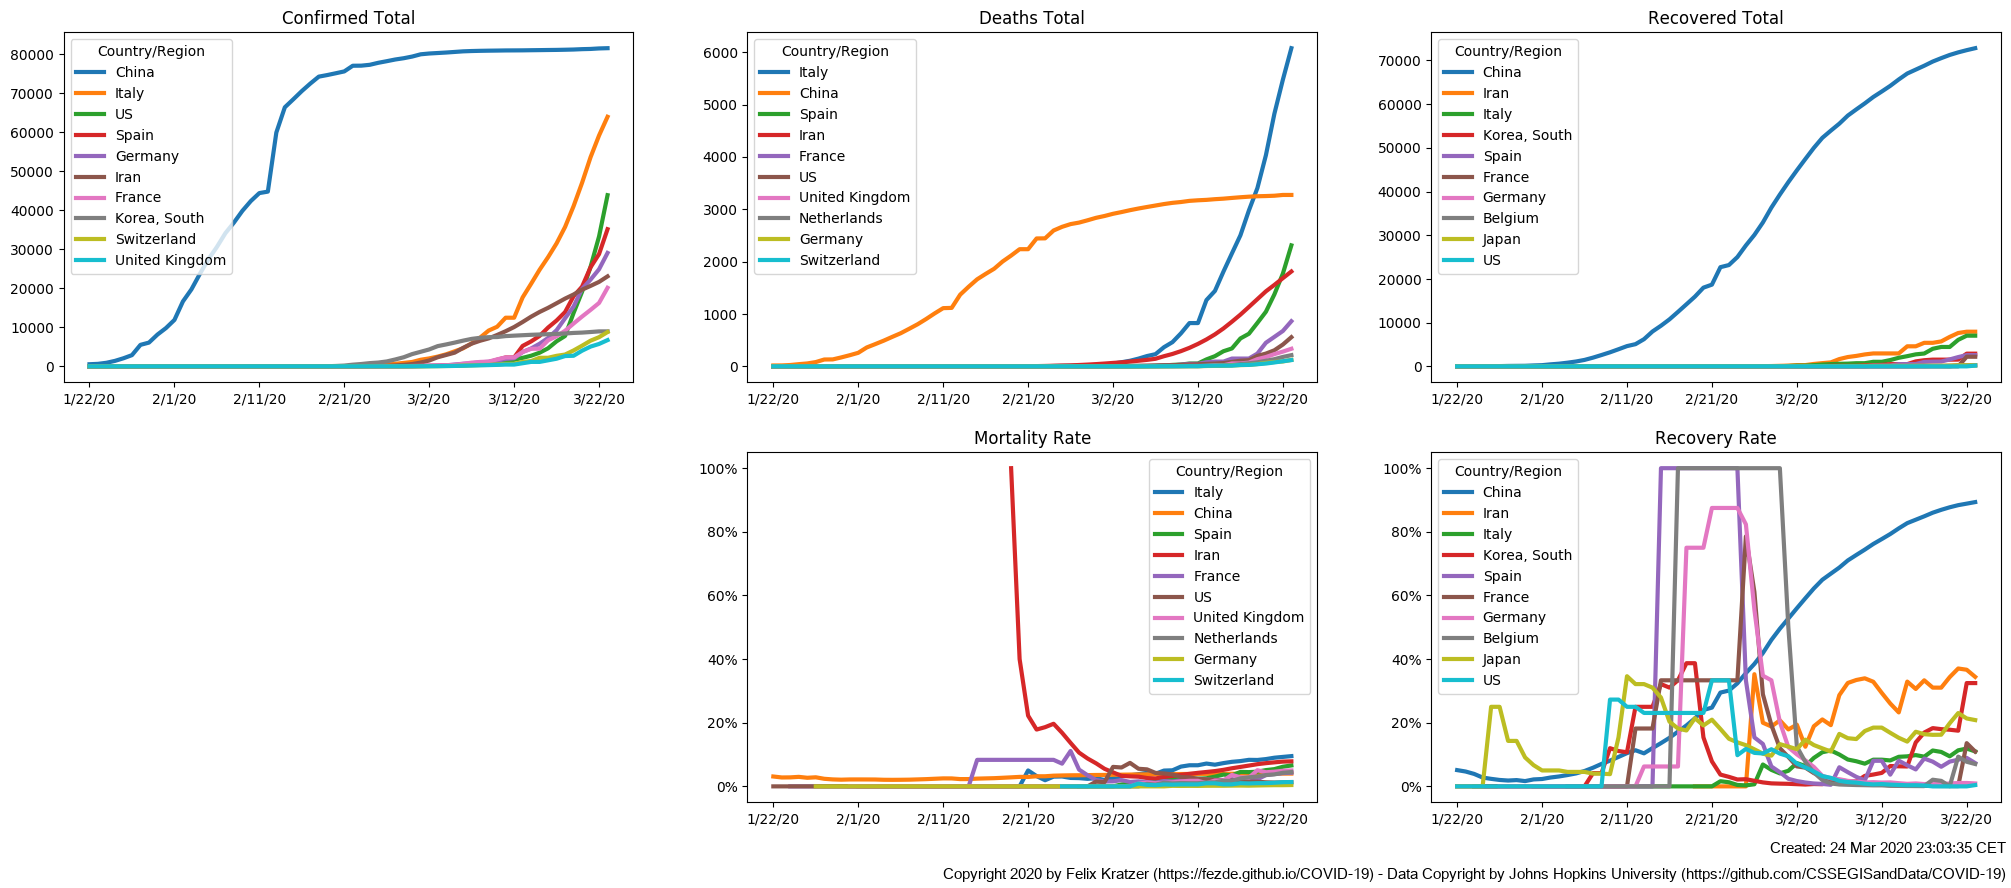 Confirmed Total
80000
70000
60000
50000
40000
30000
20000
10000
0
Country/Region
China
Italy
US
Spain
Germany
Iran
France
Korea, South
Switzerland
United Kingdom
1/22/20 2/1/20 2/11/20 2/21/20 3/2/20 3/12/20 3/22/20
Deaths Total
6000
5000
4000
3000
2000
1000
0
Country/Region
Italy
China
Spain
Iran
France
US
United Kingdom
Netherlands
Germany
Switzerland
1/22/20 2/1/20 2/11/20 2/21/20 3/2/20 3/12/20 3/22/20
Recovered Total
70000
60000
50000
40000
30000
20000
10000
0
Country/Region
China
Iran
Italy
Korea, South
Spain
France
Germany
Belgium
Japan
US
1/22/20 2/1/20 2/11/20 2/21/20 3/2/20 3/12/20 3/22/20
Mortality Rate
100%
80%
60%
40%
20%
0%
Country/Region
Italy
China
Spain
Iran
France
US
United Kingdom
Netherlands
Germany
Switzerland
1/22/20 2/1/20 2/11/20 2/21/20 3/2/20 3/12/20 3/22/20
Recovery Rate
100%
80%
60%
40%
20%
0%
Country/Region
China
Iran
Italy
Korea, South
Spain
France
Germany
Belgium
Japan
US
1/22/20 2/1/20 2/11/20 2/21/20 3/2/20 3/12/20 3/22/20
Created: 24 Mar 2020 23:03:35 CET
Copyright 2020 by Felix Kratzer (https://fezde.github.io/COVID-19) - Data Copyright by Johns Hopkins University (https://github.com/CSSEGISandData/COVID-19)